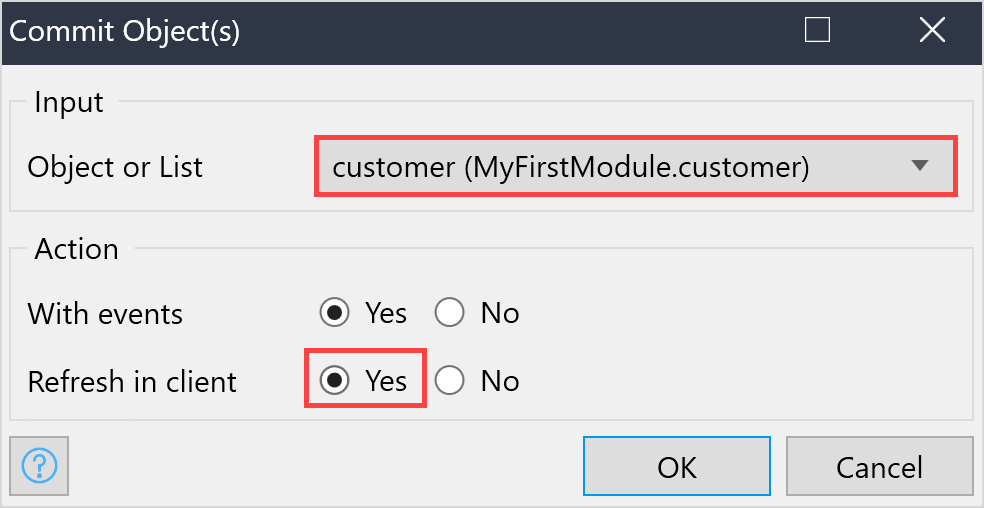 Commit Object(s)
Input
Object or List customer (MyFirstModule.customer)
Action
With events Yes No
Refresh in client Yes No
? OK Cancel